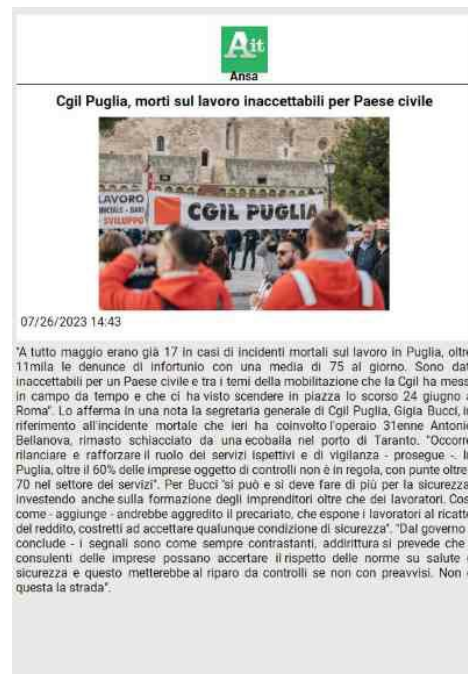 Ait
Ansa
Cgil Puglia, morti sul lavoro inaccettabili per Paese civile
LAVORO
SVILUPPO
CGIL PUGLIA
07/26/2023 14:43
"A tutto maggio erano già 17 in casi di incidenti mortali sul lavoro in Puglia, oltre
11mila le denunce di infortunio con una media di 75 al giorno. Sono dat
inaccettabili per un Paese civile e tra i temi della mobilitazione che la Cgil ha mess
in campo da tempo e che ci ha visto scendere in piazza lo scorso 24 giugno a
Roma". Lo afferma in una nota la segretaria generale di Cgil Puglia, Gigia Bucci, i
riferimento all'incidente mortale che ieri ha coinvolto l'operaio 31enne Antoni
Bellanova, rimasto schiacciato da una ecoballa nel porto di Taranto. "Occorr
rilanciare e rafforzare il ruolo dei servizi ispettivi e di vigilanza - prosegue -. I
Puglia, oltre il 60% delle imprese oggetto di controlli non è in regola, con punte oltre
70 nel settore dei servizi". Per Bucci "si può e si deve fare di più per la sicurezza
investendo anche sulla formazione degli imprenditori oltre che dei lavoratori. Cos
come - aggiunge - andrebbe aggredito il precariato, che espone i lavoratori al ricatt
del reddito, costretti ad accettare qualunque condizione di sicurezza". "Dal governo
conclude - i segnali sono come sempre contrastanti, addirittura si prevede che
consulenti delle imprese possano accertare il rispetto delle norme su salute
sicurezza e questo metterebbe al riparo da controlli se non con preavvisi. Non
questa la strada".